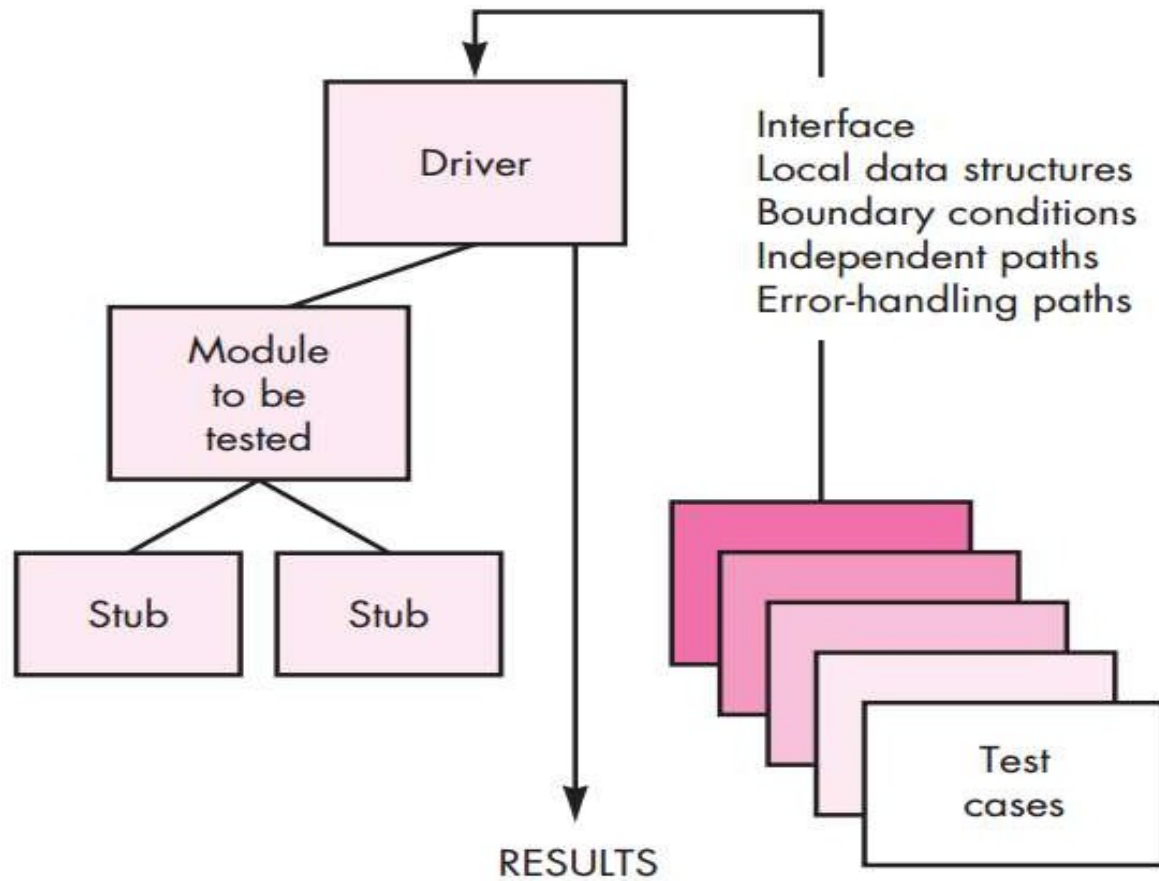 Driver
Interface
Local data structures
Boundary conditions
Independent paths
Error-handling paths
Module
to be
tested
Stub
Stub
Test
cases
RESULTS